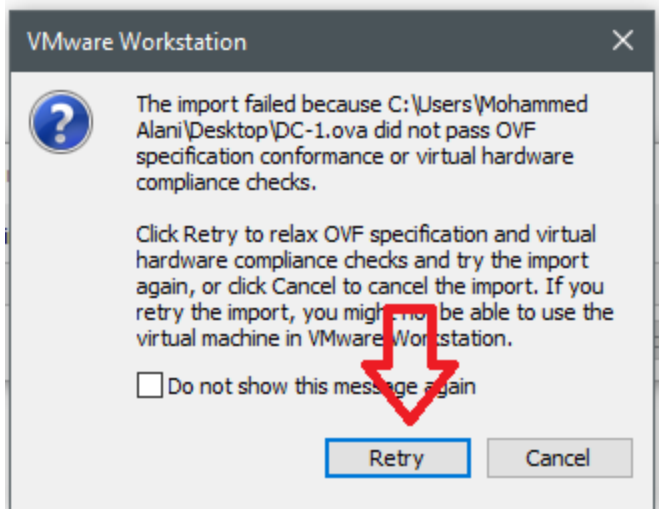 VMware Workstation
The import failed because C:\Users\Mohammed
Alani\Desktop\DC-1.ova did not pass OVF
specification conformance or virtual hardware
compliance checks.
Click Retry to relax OVF specification and virtual
hardware compliance checks and try the import
again, or click Cancel to cancel the import. If you
retry the import, you might not be able to use the
virtual machine in VMware Workstation.
Do not show this message again
Retry
Cancel